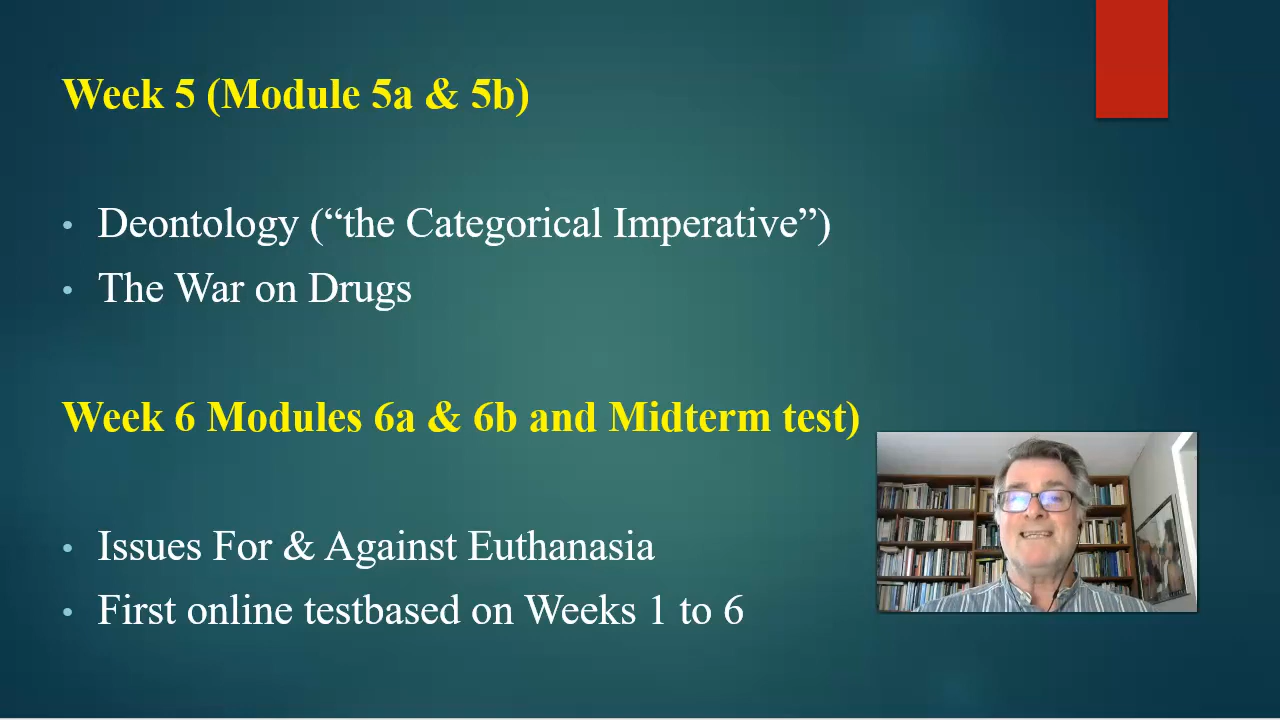 Week 5 (Module 5a & 5b)
• Deontology (“the Categorical Imperative”)
• The War on Drugs
Week 6 Modules 6a & 6b and Midterm test)
• Issues For & Against Euthanasia
• First online testbased on Weeks 1 to 6